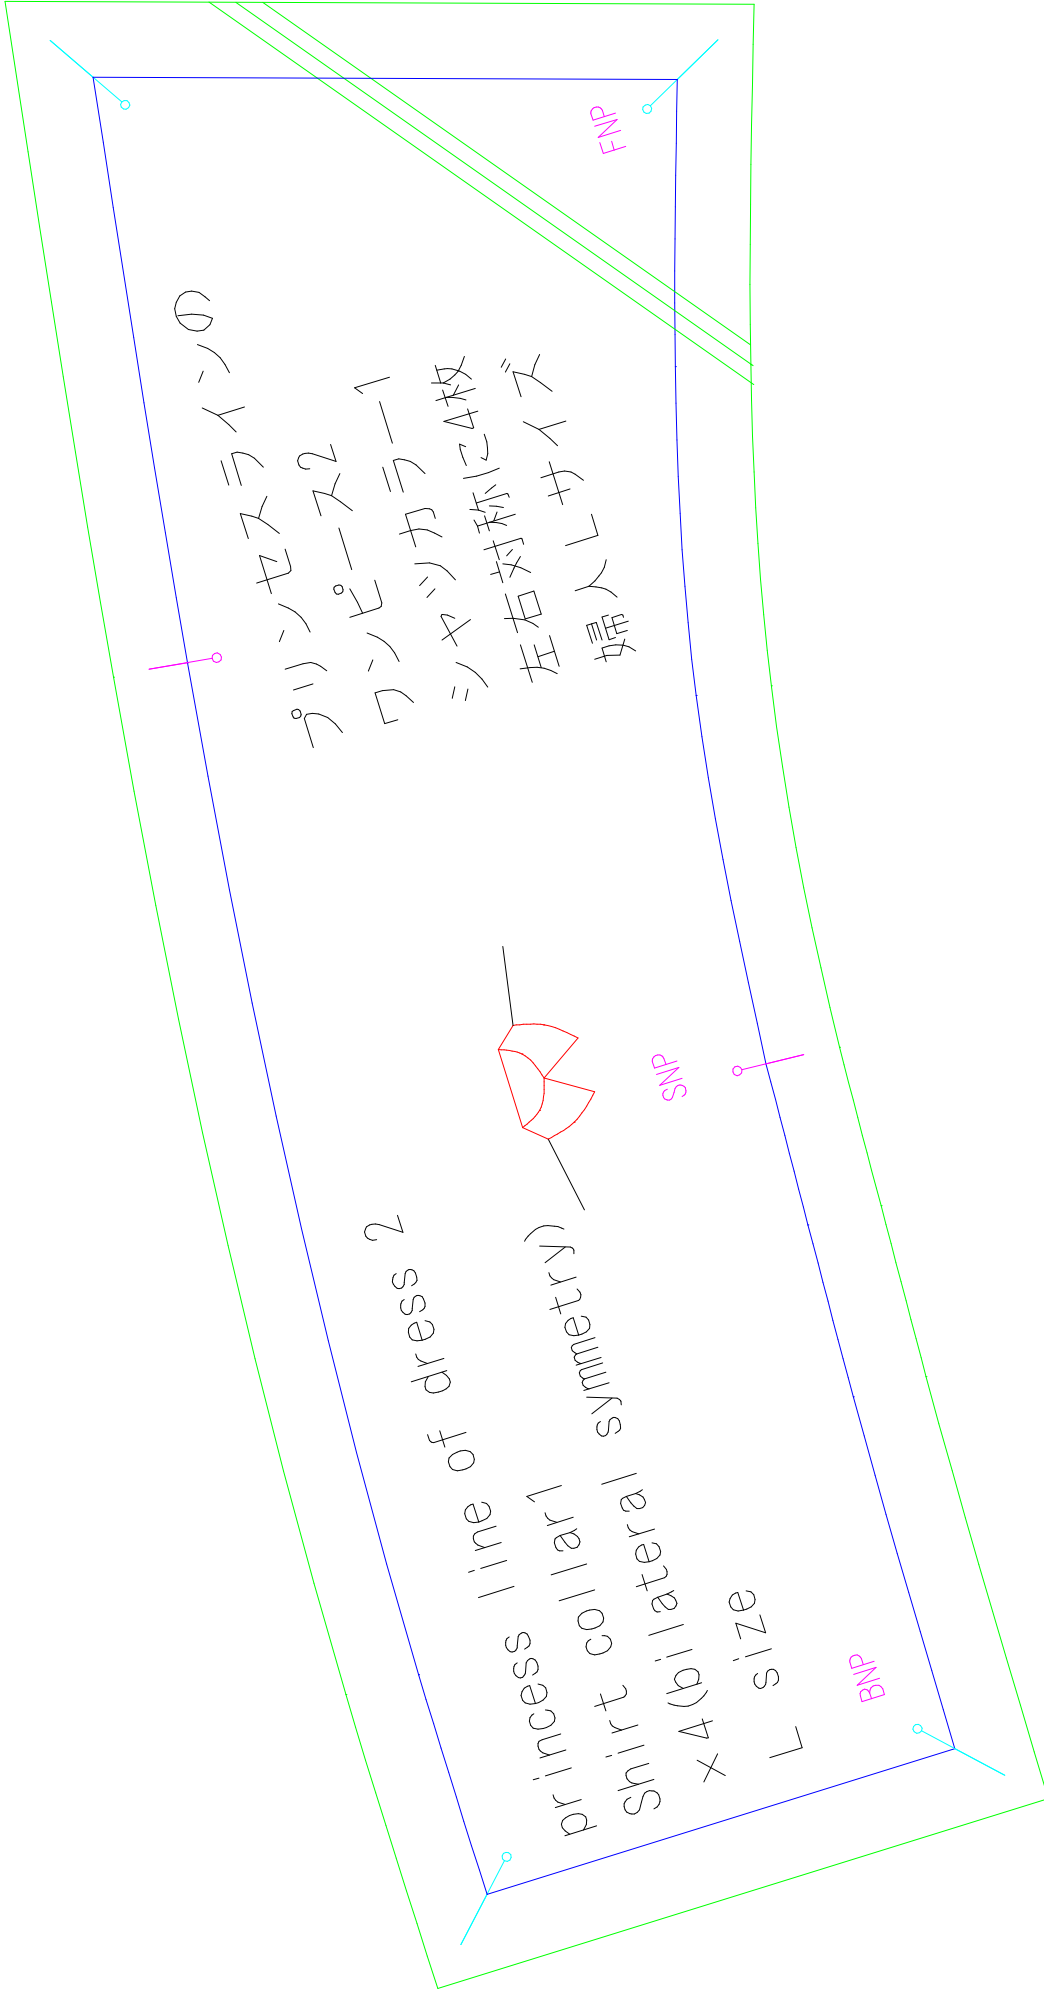 プリンセスラインの
ワンピース2
シャツカラー1
左右対称に4枚
婦人Lサイズ
princess line of dress 2
Shirt collar1
×4(bilateral symmetry)
L size
FNP
SNP
BNP